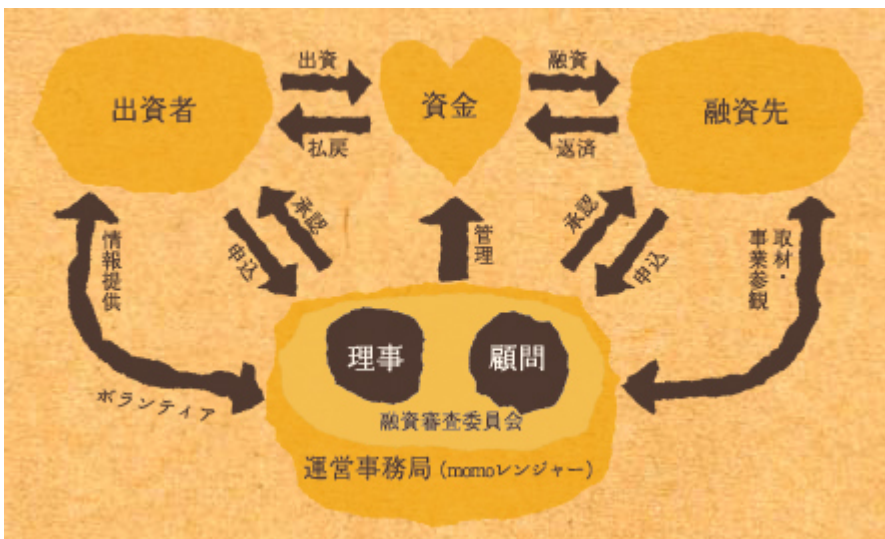 出資
融資
出資者
資金
融資先
払戻
返済
承認
申込
管理
承認
申込
情報提供
取材・
事業参観
ボランティア
理事
顧問
融資審査委員会
運営事務局(momoレンジャー)